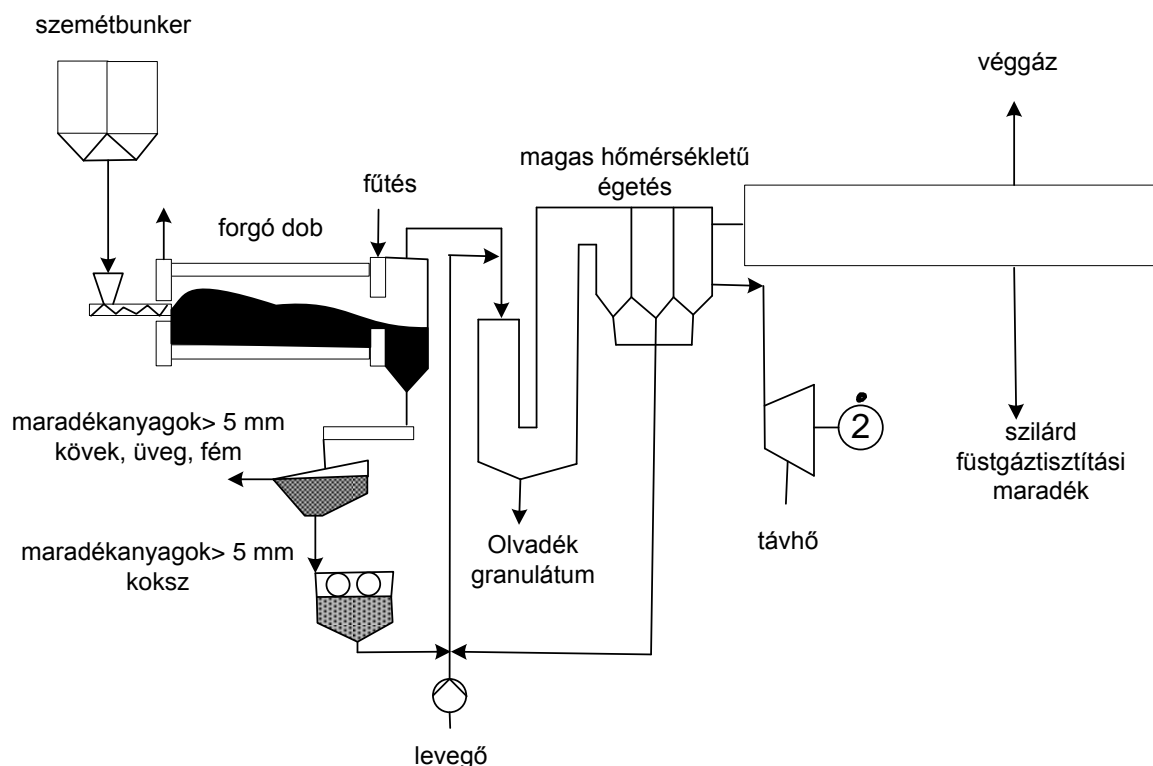 szemétbunker
véggáz
magas hőmérsékletű
égetés
fűtés
forgó dob
maradékanyagok> 5 mm
kövek, üveg, fém
2
szilárd
füstgáztisztítási
maradék
távhő
Olvadék
granulátum
maradékanyagok> 5 mm
koksz
levegő